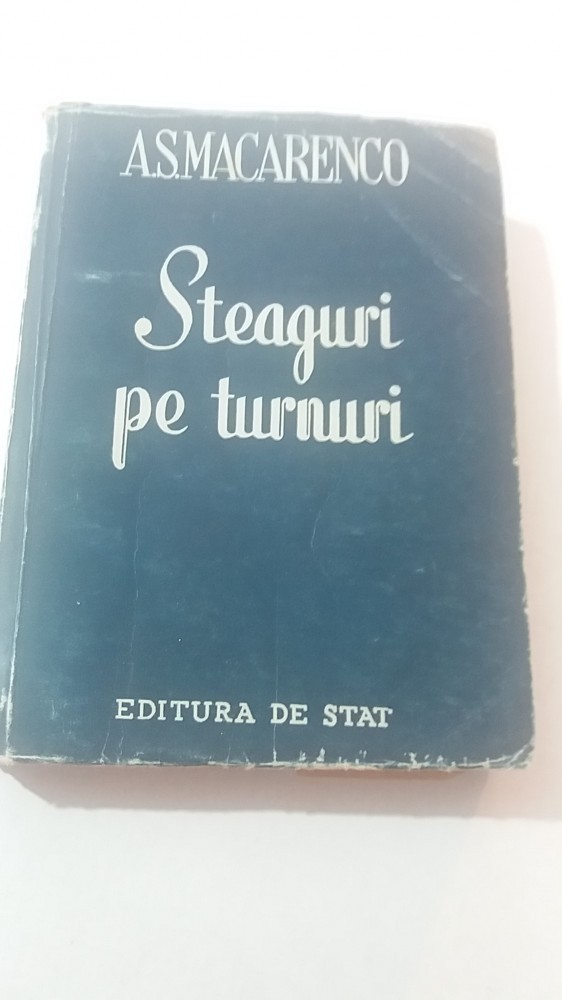 A.S.MACARENCO
Steaguri
pe turnuri
EDITURA DE STAT